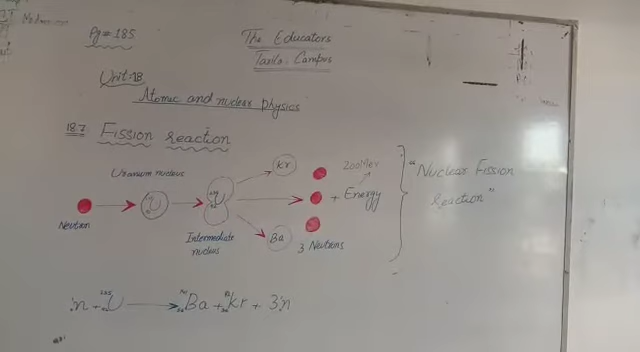 Pg = 185
The Educators
Taxila Campus
Unit-18
Atomic and nuclear physics
18.7 Fission reaction
Uranium nucleus
Kr
200Mev
U
U
+ Energy
Neutron
Intermediate
nucleus
Ba
3 Neutrons
"Nuclear Fission
Reaction"
n + U → Ba + Kr + 3n